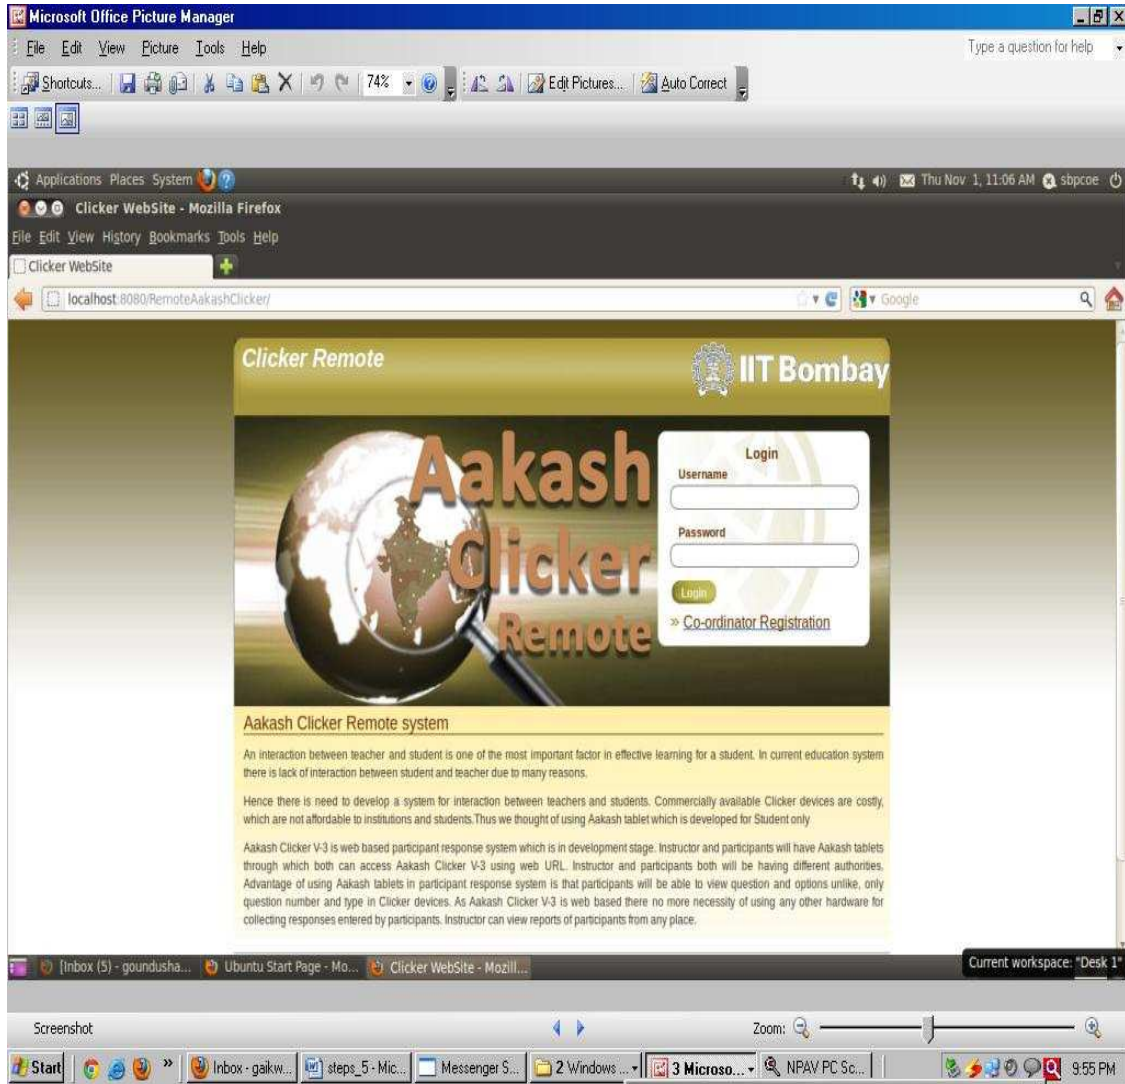 Microsoft Office Picture Manager
File Edit View Picture Tools Help Type a question for help
Shortcuts... 74% Edit Pictures... Auto Correct
Applications Places System Thu Nov 1, 11:06 AM sbpcoe
Clicker WebSite - Mozilla Firefox
File Edit View History Bookmarks Tools Help
Clicker WebSite
localhost:8080/RemoteAakashClicker/ Google
Clicker Remote IIT Bombay
Aakash
Clicker
Remote
Login
Username
Password
Login
» Co-ordinator Registration
Aakash Clicker Remote system
An interaction between teacher and student is one of the most important factor in effective learning for a student. In current education system
there is lack of interaction between student and teacher due to many reasons.
Hence there is need to develop a system for interaction between teachers and students. Commercially available Clicker devices are costly,
which are not affordable to institutions and students.Thus we thought of using Aakash tablet which is developed for Student only
Aakash Clicker V-3 is web based participant response system which is in development stage. Instructor and participants will have Aakash tablets
through which both can access Aakash Clicker V-3 using web URL. Instructor and participants both will be having different authorities.
Advantage of using Aakash tablets in participant response system is that participants will be able to view question and options unlike, only
question number and type in Clicker devices. As Aakash Clicker V-3 is web based there no more necessity of using any other hardware for
collecting responses entered by participants. Instructor can view reports of participants from any place.
[Inbox (5) - goundusha... Ubuntu Start Page - Mo... Clicker WebSite - Mozill... Current workspace: "Desk 1"
Screenshot Zoom:
Start » Inbox - gaikw... steps_5 - Mic... Messenger S... 2 Windows ... 3 Microso... NPAV PC Sc... 9:55 PM